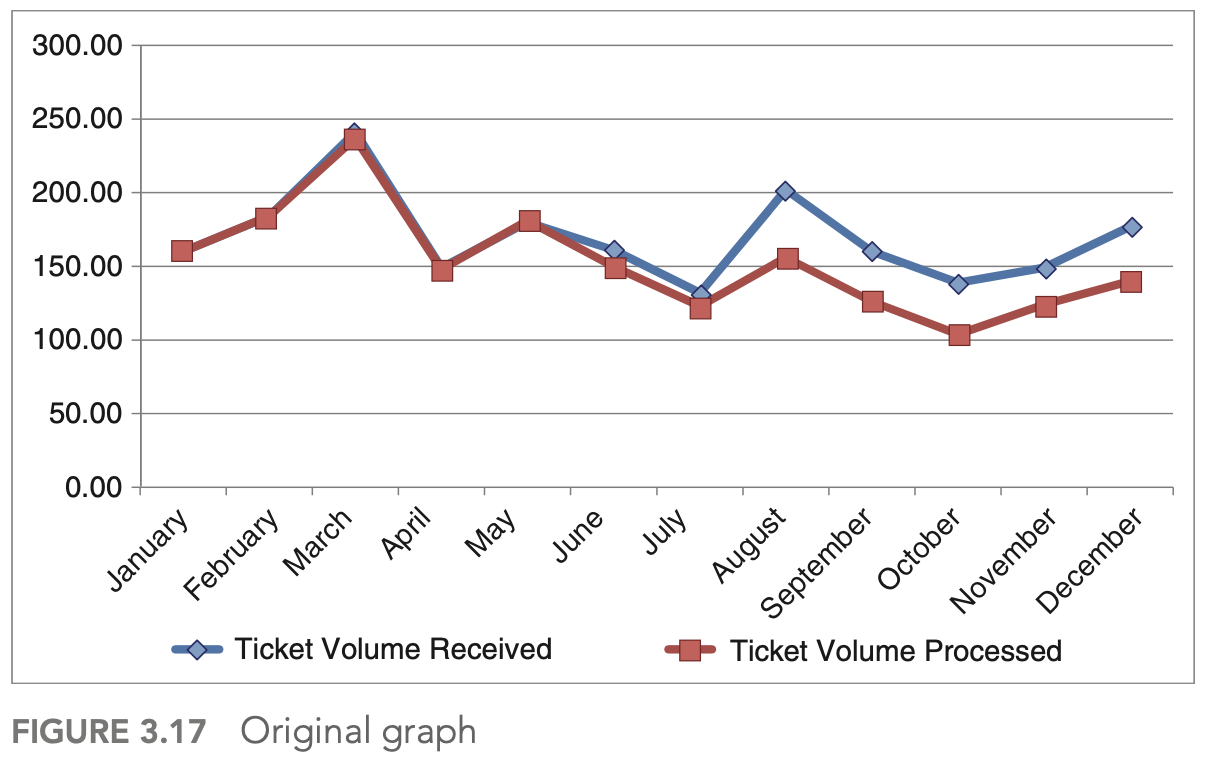 300.00
250.00
200.00
150.00
100.00
50.00
0.00
January
February
March
April
May
June
July
August
September
October
November
December
Ticket Volume Received
Ticket Volume Processed
FIGURE 3.17 Original graph